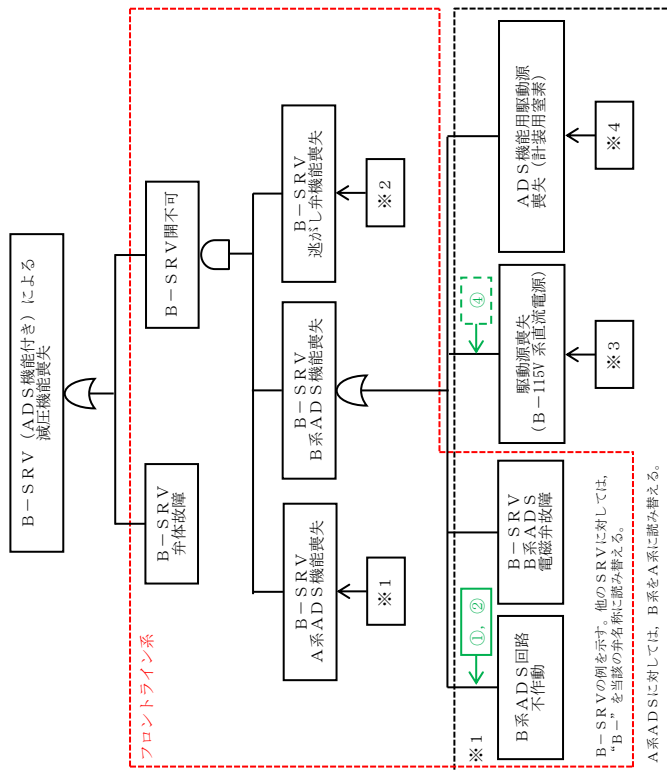 B－SRV（ADS機能付き）による
減圧機能喪失
フロントライン系
B－SRV
弁体故障
B－SRV開不可
B－SRV
A系ADS機能喪失
※1
B－SRV
B系ADS機能喪失
B－SRV
逃がし弁機能喪失
※2
※1
①，②
B系ADS回路
不作動
B－SRV
B系ADS
電磁弁故障
④
駆動源喪失
（B－115V 系直流電源）
※3
ADS機能用駆動源
喪失（計装用窒素）
※4
B－SRVの例を示す。他のSRVに対しては，
“B－”を当該の弁名称に読み替える。
A系ADSに対しては，B系をA系に読み替える。